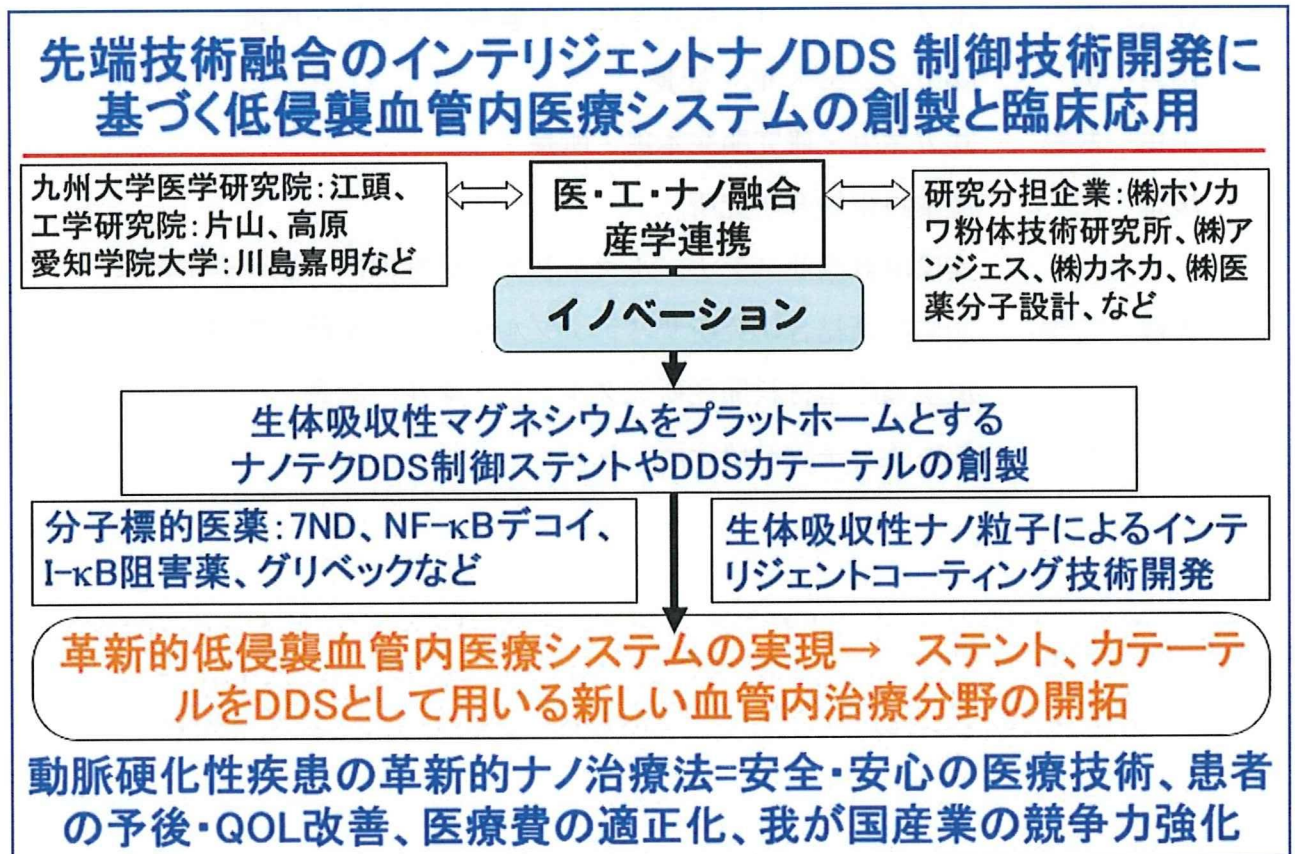 先端技術融合のインテリジェントナノDDS 制御技術開発に
基づく低侵襲血管内医療システムの創製と臨床応用
九州大学医学研究院:江頭、
工学研究院:片山、高原
愛知学院大学:川島嘉明など
医・工・ナノ融合
産学連携
研究分担企業:㈱ホソカ
ワ粉体技術研究所、㈱ア
ンジェス、㈱カネカ、㈱医
薬分子設計、など
イノベーション
生体吸収性マグネシウムをプラットホームとする
ナノテクDDS制御ステントやDDSカテーテルの創製
分子標的医薬:7ND、NF-κBデコイ、
I-κB阻害薬、グリベックなど
生体吸収性ナノ粒子によるインテ
リジェントコーティング技術開発
革新的低侵襲血管内医療システムの実現→ ステント、カテーテ
ルをDDSとして用いる新しい血管内治療分野の開拓
動脈硬化性疾患の革新的ナノ治療法=安全・安心の医療技術、患者
の予後・QOL改善、医療費の適正化、我が国産業の競争力強化